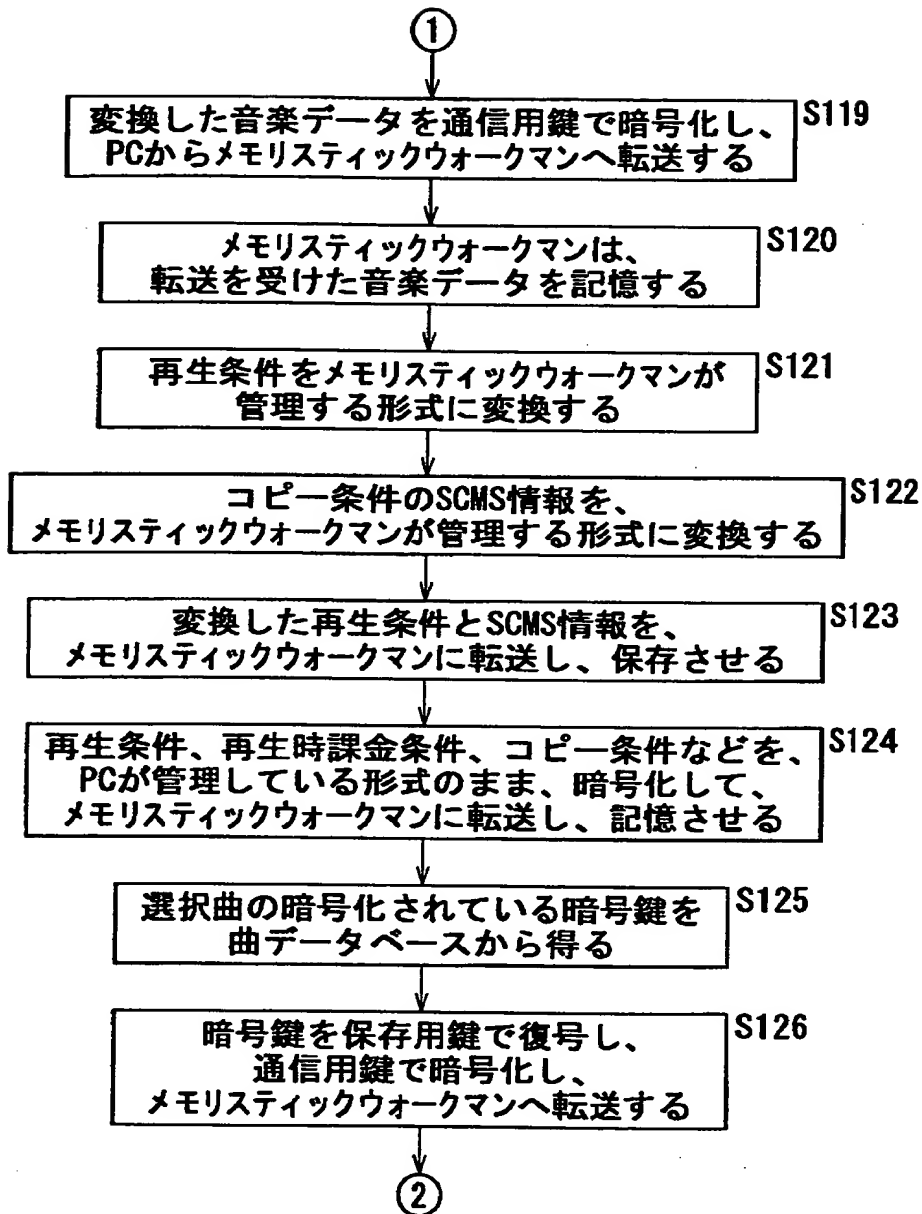 1
変換した音楽データを通信用鍵で暗号化し、 S119
PCからメモリスティックウォークマンへ転送する
メモリスティックウォークマンは、 S120
転送を受けた音楽データを記憶する
再生条件をメモリスティックウォークマンが S121
管理する形式に変換する
コピー条件のSCMS情報を、 S122
メモリスティックウォークマンが管理する形式に変換する
変換した再生条件とSCMS情報を、 S123
メモリスティックウォークマンに転送し、保存させる
再生条件、再生時課金条件、コピー条件などを、 S124
PCが管理している形式のまま、暗号化して、
メモリスティックウォークマンに転送し、記憶させる
選択曲の暗号化されている暗号鍵を S125
曲データベースから得る
暗号鍵を保存用鍵で復号し、 S126
通信用鍵で暗号化し、
メモリスティックウォークマンへ転送する
2